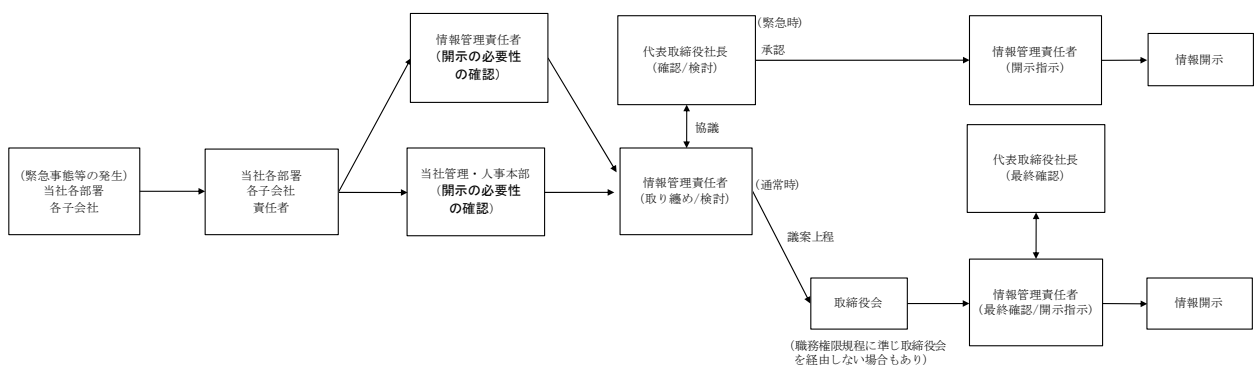 (緊急事態等の発生)
当社各部署
各子会社
当社各部署
各子会社
責任者
情報管理責任者
(開示の必要性
の確認)
当社管理・人事本部
(開示の必要性
の確認)
代表取締役社長
(確認/検討)
協議
情報管理責任者
(取り纏め/検討)
(緊急時)
承認
情報管理責任者
(開示指示)
情報開示
(通常時)
議案上程
取締役会
(職務権限規程に準じ取締役会
を経由しない場合もあり)
代表取締役社長
(最終確認)
情報管理責任者
(最終確認/開示指示)
情報開示